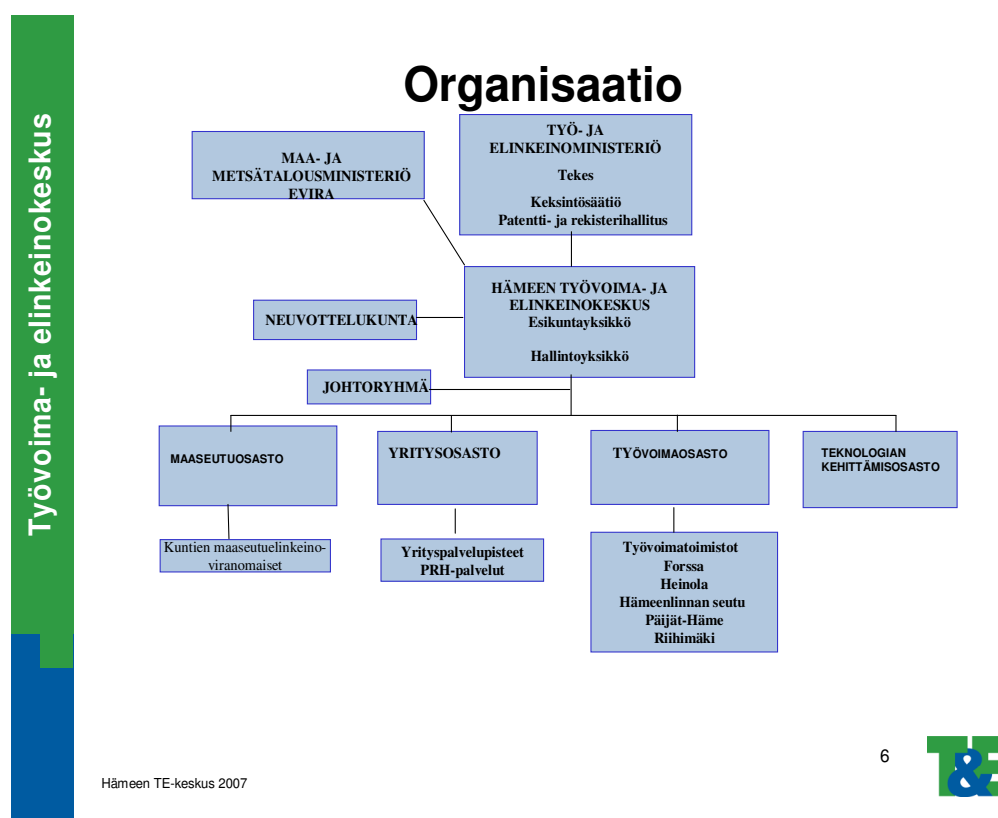 Työvoima- ja elinkeinokeskus
Organisaatio
MAA- JA
METSÄTALOUSMINISTERIÖ
EVIRA
TYÖ- JA
ELINKEINOMINISTERIÖ
Tekes
Keksintösäätiö
Patentti- ja rekisterihallitus
HÄMEEN TYÖVOIMA- JA
ELINKEINOKESKUS
Esikuntayksikkö
Hallintoyksikkö
NEUVOTTELUKUNTA
JOHTORYHMÄ
MAASEUTUOSASTO
YRITYSOSASTO
TYÖVOIMAOSASTO
TEKNOLOGIAN
KEHITTÄMISOSASTO
Kuntien maaseutuelinkeino-
viranomaiset
Yrityspalvelupisteet
PRH-palvelut
Työvoimatoimistot
Forssa
Heinola
Hämeenlinnan seutu
Päijät-Häme
Riihimäki
Hämeen TE-keskus 2007
6
T&E